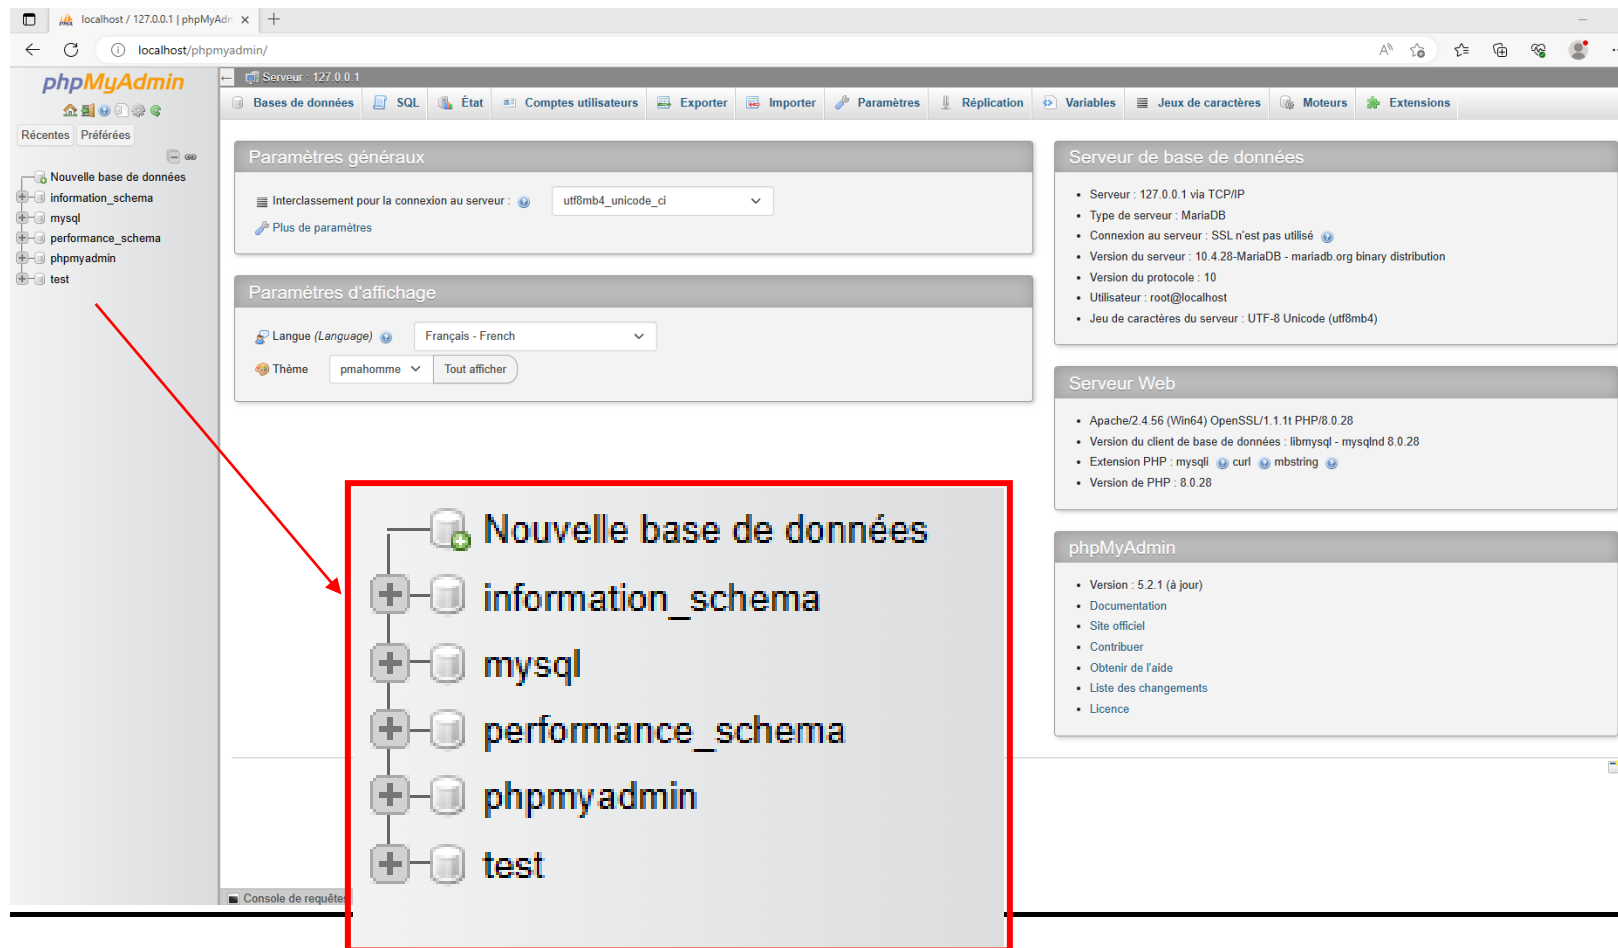 localhost / 127.0.0.1 | phpMyAdn
localhost/phpmyadmin/
phpMyAdmin
Récentes Préférées
Nouvelle base de données
information_schema
mysql
performance_schema
phpmyadmin
test
Serveur : 127.0.0.1
Bases de données SQL État Comptes utilisateurs Exporter Importer Paramètres Réplication Variables Jeux de caractères Moteurs Extensions
Paramètres généraux
Interclassement pour la connexion au serveur : utf8mb4_unicode_ci
Plus de paramètres
Paramètres d'affichage
Langue (Language) Français - French
Thème pmahomme Tout afficher
Serveur de base de données
Serveur : 127.0.0.1 via TCP/IP
Type de serveur : MariaDB
Connexion au serveur : SSL n'est pas utilisé
Version du serveur : 10.4.28-MariaDB - mariadb.org binary distribution
Version du protocole : 10
Utilisateur : root@localhost
Jeu de caractères du serveur : UTF-8 Unicode (utf8mb4)
Serveur Web
Apache/2.4.56 (Win64) OpenSSL/1.1.1t PHP/8.0.28
Version du client de base de données : libmysql - mysqlnd 8.0.28
Extension PHP : mysqli curl mbstring
Version de PHP : 8.0.28
phpMyAdmin
Version : 5.2.1 (à jour)
Documentation
Site officiel
Contribuer
Obtenir de l'aide
Liste des changements
Licence
Nouvelle base de données
information_schema
mysql
performance_schema
phpmyadmin
test
Console de requêtes